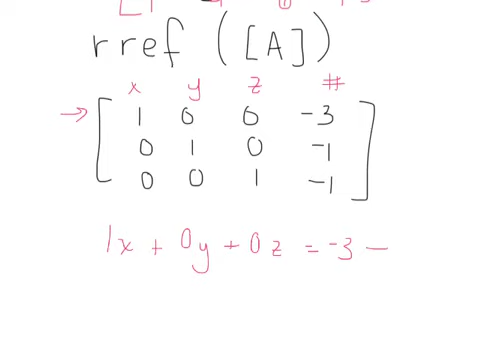 rref ([A])
x y z #
→ 1 0 0 -3
0 1 0 -1
0 0 1 -1
1x + 0y + 0z = -3 —